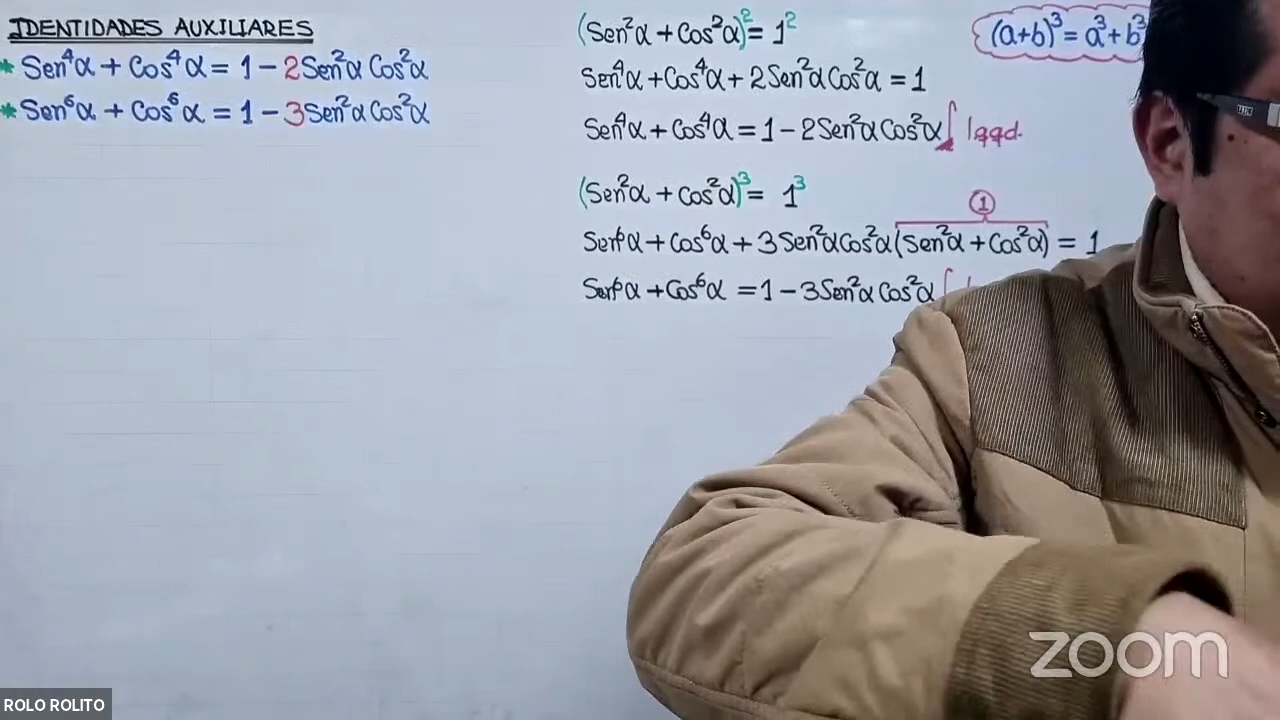 IDENTIDADES AUXILIARES
* Sen⁴α + Cos⁴α = 1 - 2Sen²α Cos²α
* Sen⁶α + Cos⁶α = 1 - 3Sen²α Cos²α
(Sen²α + Cos²α)² = 1²
Sen⁴α + Cos⁴α + 2Sen²α Cos²α = 1
Sen⁴α + Cos⁴α = 1 - 2Sen²α Cos²α lqqd.
(Sen²α + Cos²α)³ = 1³
1
Sen⁶α + Cos⁶α + 3Sen²αCos²α(Sen²α + Cos²α) = 1
Sen⁶α + Cos⁶α = 1 - 3Sen²α Cos²α
(a+b)³ = a³ + b³
zoom
ROLO ROLITO